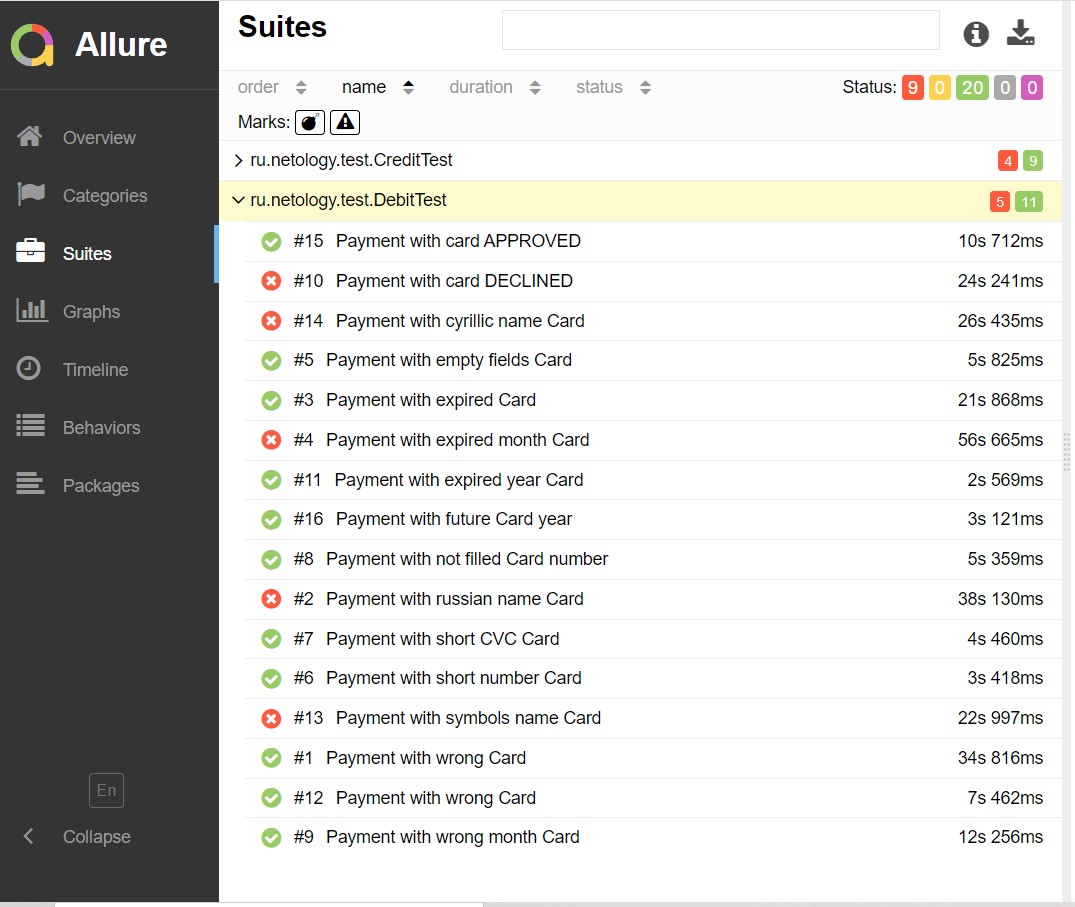 Allure
Overview
Categories
Suites
Graphs
Timeline
Behaviors
Packages
En
Collapse
Suites
order name duration status Status: 9 0 20 0 0
Marks:
ru.netology.test.CreditTest 4 9
ru.netology.test.DebitTest 5 11
#15 Payment with card APPROVED 10s 712ms
#10 Payment with card DECLINED 24s 241ms
#14 Payment with cyrillic name Card 26s 435ms
#5 Payment with empty fields Card 5s 825ms
#3 Payment with expired Card 21s 868ms
#4 Payment with expired month Card 56s 665ms
#11 Payment with expired year Card 2s 569ms
#16 Payment with future Card year 3s 121ms
#8 Payment with not filled Card number 5s 359ms
#2 Payment with russian name Card 38s 130ms
#7 Payment with short CVC Card 4s 460ms
#6 Payment with short number Card 3s 418ms
#13 Payment with symbols name Card 22s 997ms
#1 Payment with wrong Card 34s 816ms
#12 Payment with wrong Card 7s 462ms
#9 Payment with wrong month Card 12s 256ms